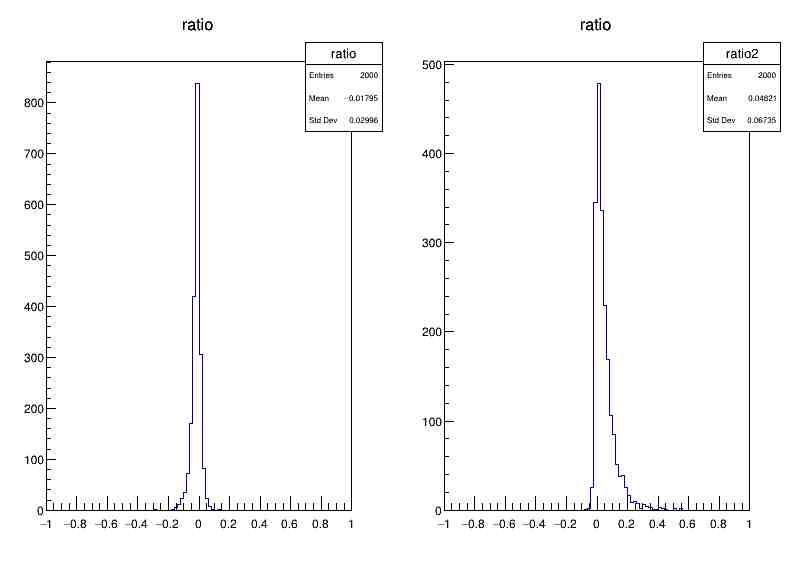 ratio
ratio
Entries 2000
Mean −0.01795
Std Dev 0.02996
800
700
600
500
400
300
200
100
0
−1 −0.8 −0.6 −0.4 −0.2 0 0.2 0.4 0.6 0.8 1
ratio
ratio2
Entries 2000
Mean 0.04821
Std Dev 0.06735
500
400
300
200
100
0
−1 −0.8 −0.6 −0.4 −0.2 0 0.2 0.4 0.6 0.8 1